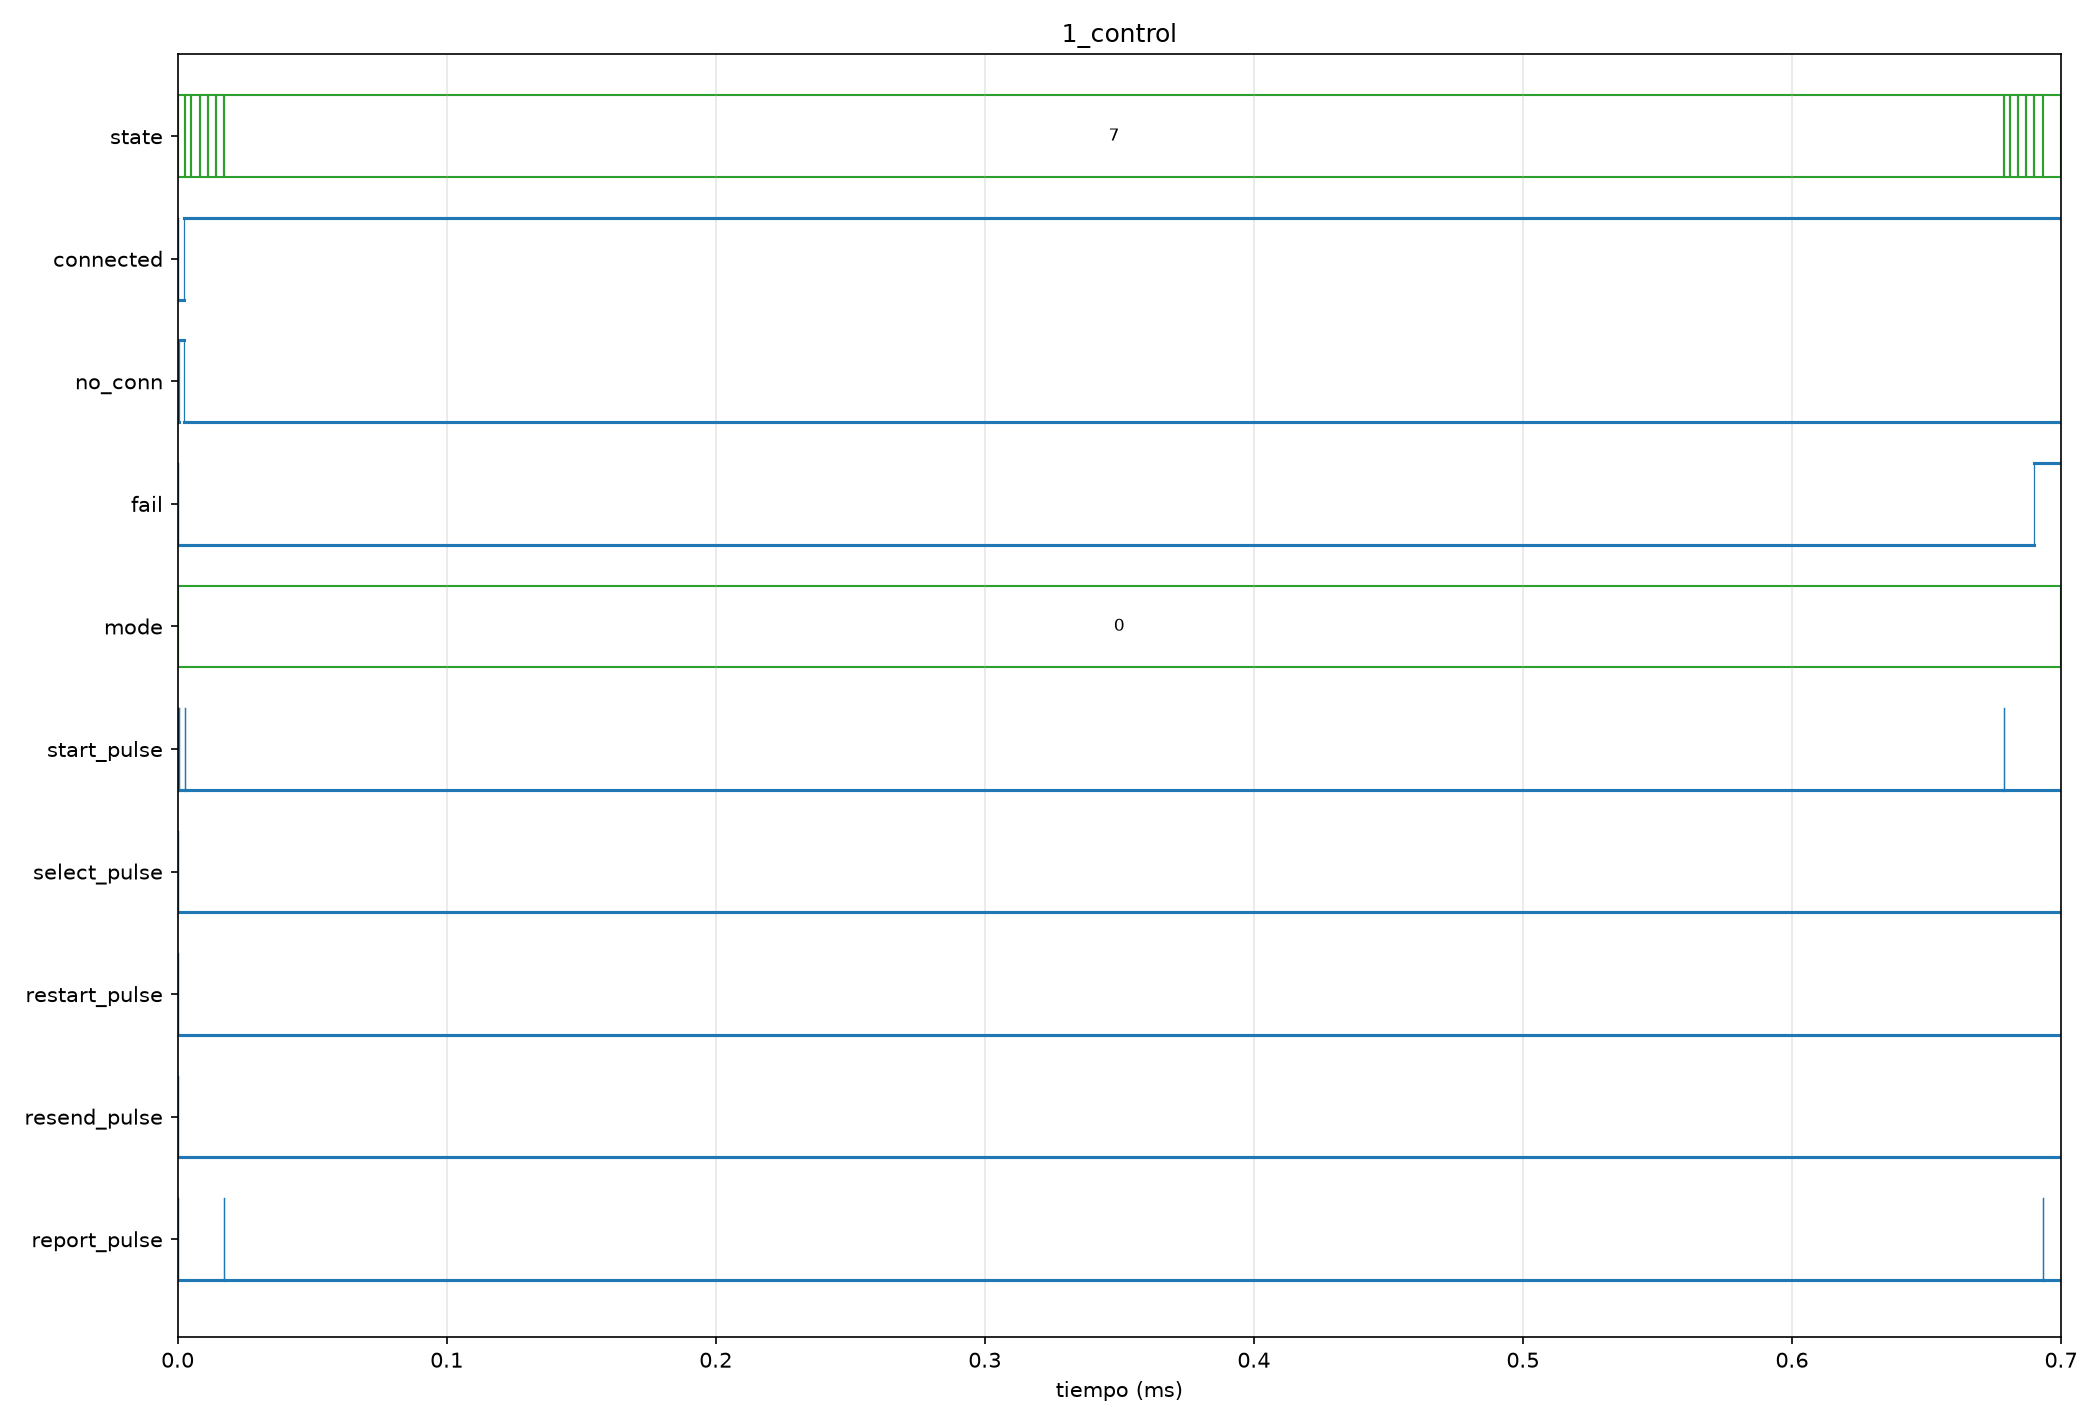 1_control
state
7
connected
no_conn
fail
mode
0
start_pulse
select_pulse
restart_pulse
resend_pulse
report_pulse
0.0 0.1 0.2 0.3 0.4 0.5 0.6 0.7
tiempo (ms)